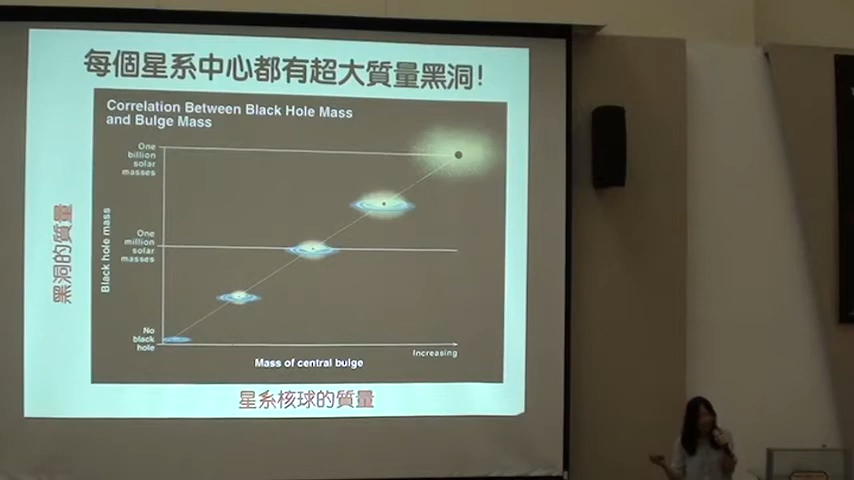 每個星系中心都有超大質量黑洞!
Correlation Between Black Hole Mass
and Bulge Mass
One
billion
solar
masses
黑洞的質量
Black hole mass
One
million
solar
masses
No
black
hole
Increasing
Mass of central bulge
星系核球的質量